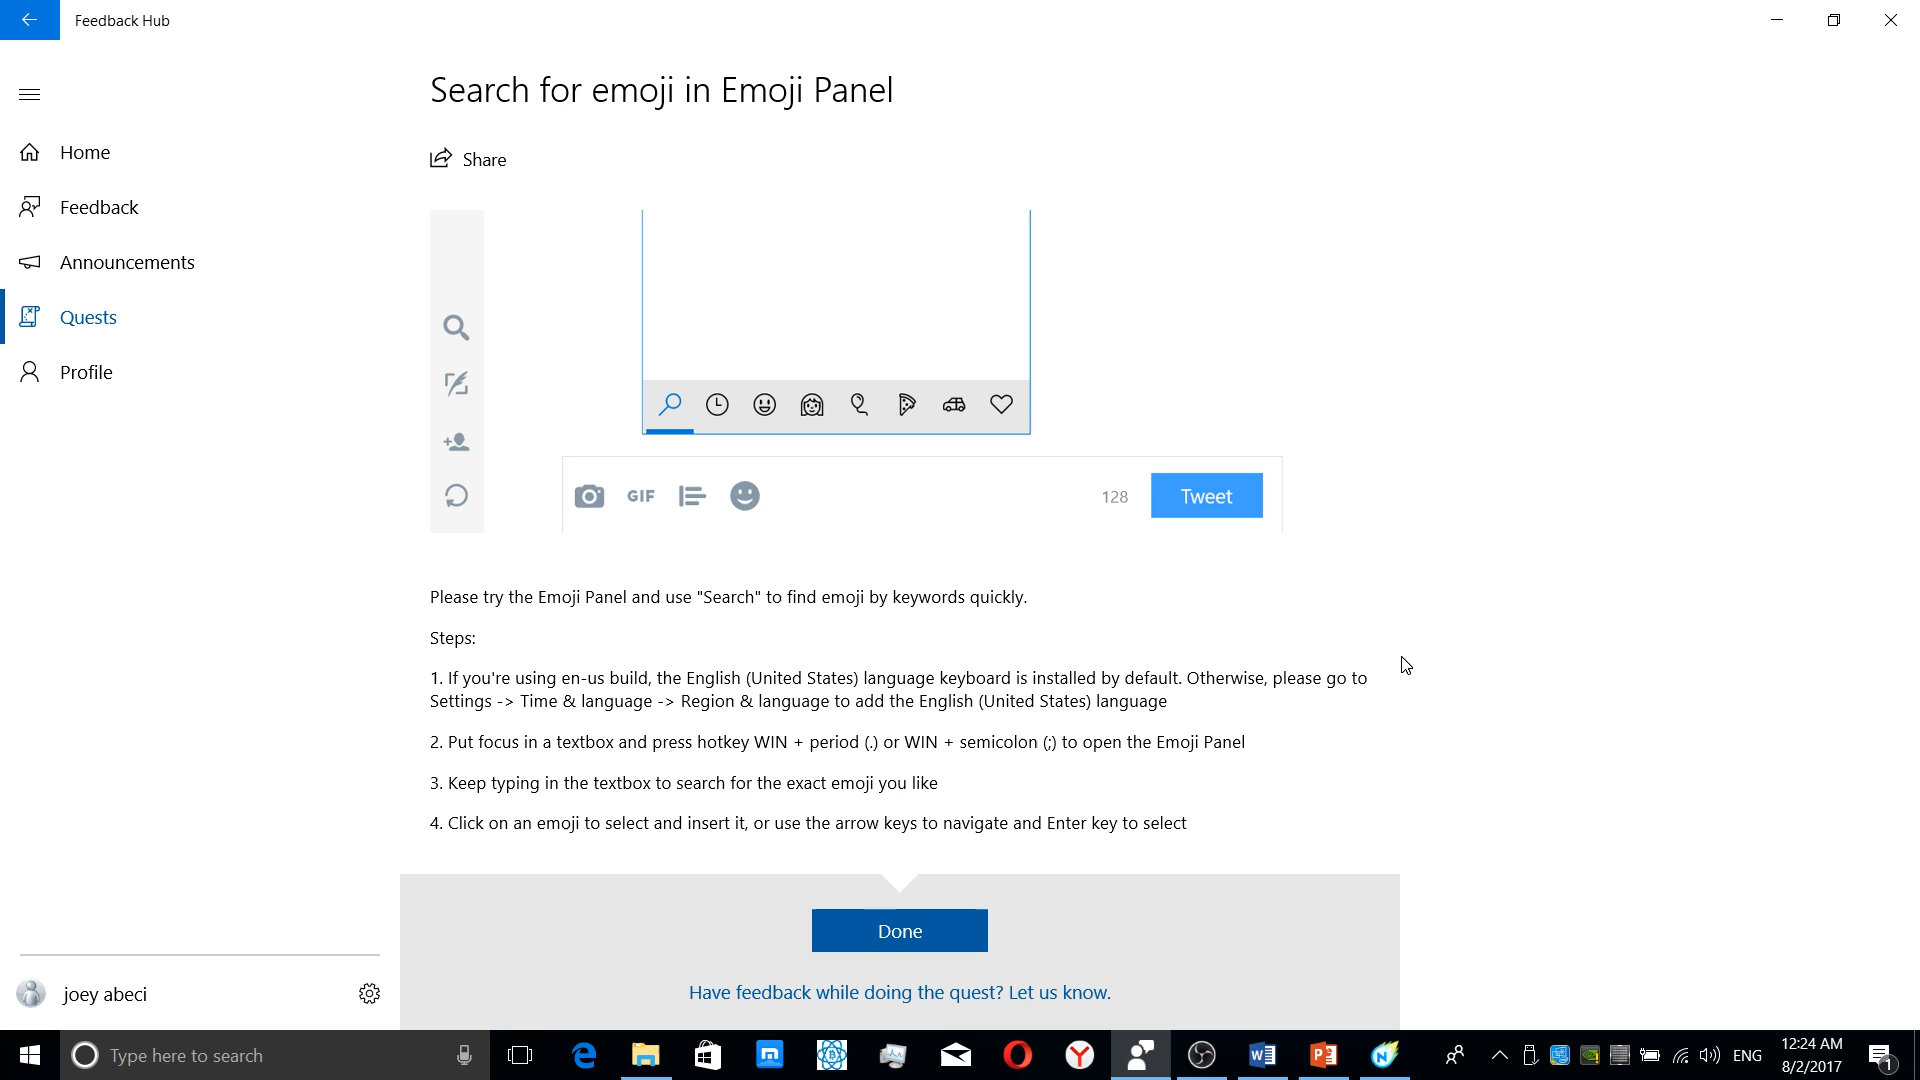 Feedback Hub
Search for emoji in Emoji Panel
Share
Home
Feedback
Announcements
Quests
Profile
GIF
128
Tweet
Please try the Emoji Panel and use "Search" to find emoji by keywords quickly.
Steps:
1. If you're using en-us build, the English (United States) language keyboard is installed by default. Otherwise, please go to
Settings -> Time & language -> Region & language to add the English (United States) language
2. Put focus in a textbox and press hotkey WIN + period (.) or WIN + semicolon (;) to open the Emoji Panel
3. Keep typing in the textbox to search for the exact emoji you like
4. Click on an emoji to select and insert it, or use the arrow keys to navigate and Enter key to select
Done
Have feedback while doing the quest? Let us know.
joey abeci
Type here to search
ENG
12:24 AM
8/2/2017
1